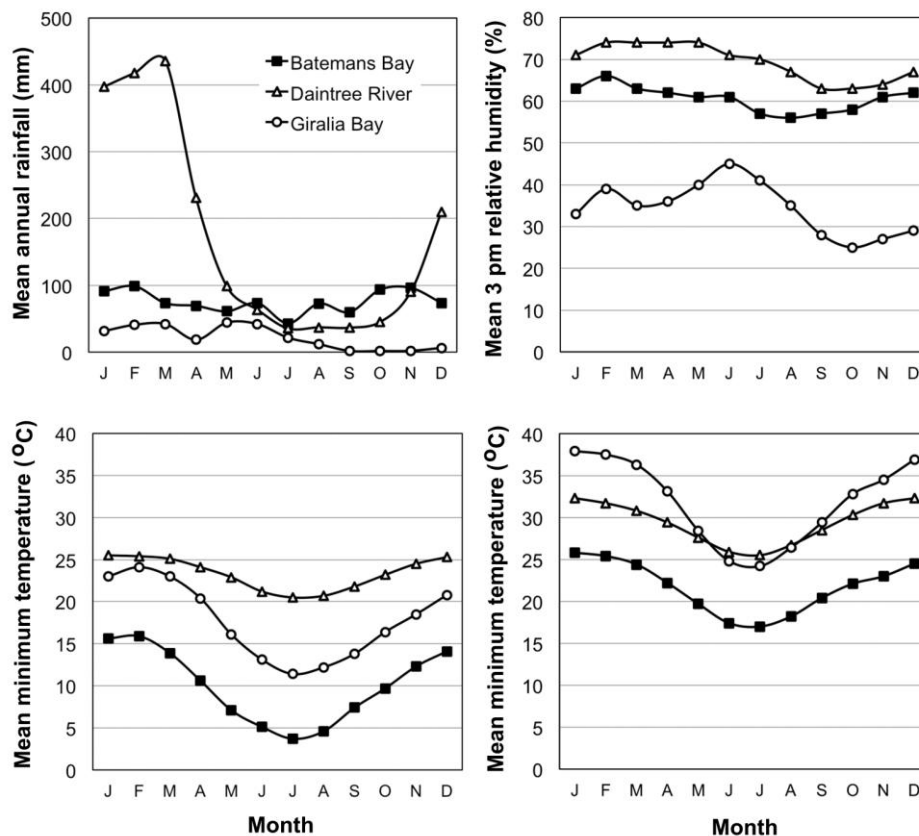 Mean annual rainfall (mm)
500
400
300
200
100
0
Batemans Bay
Daintree River
Giralia Bay
J F M A M J J A S O N D
Mean 3 pm relative humidity (%)
80
70
60
50
40
30
20
10
0
J F M A M J J A S O N D
Mean minimum temperature (ºC)
40
35
30
25
20
15
10
5
0
J F M A M J J A S O N D
Month
Mean minimum temperature (ºC)
40
35
30
25
20
15
10
5
0
J F M A M J J A S O N D
Month